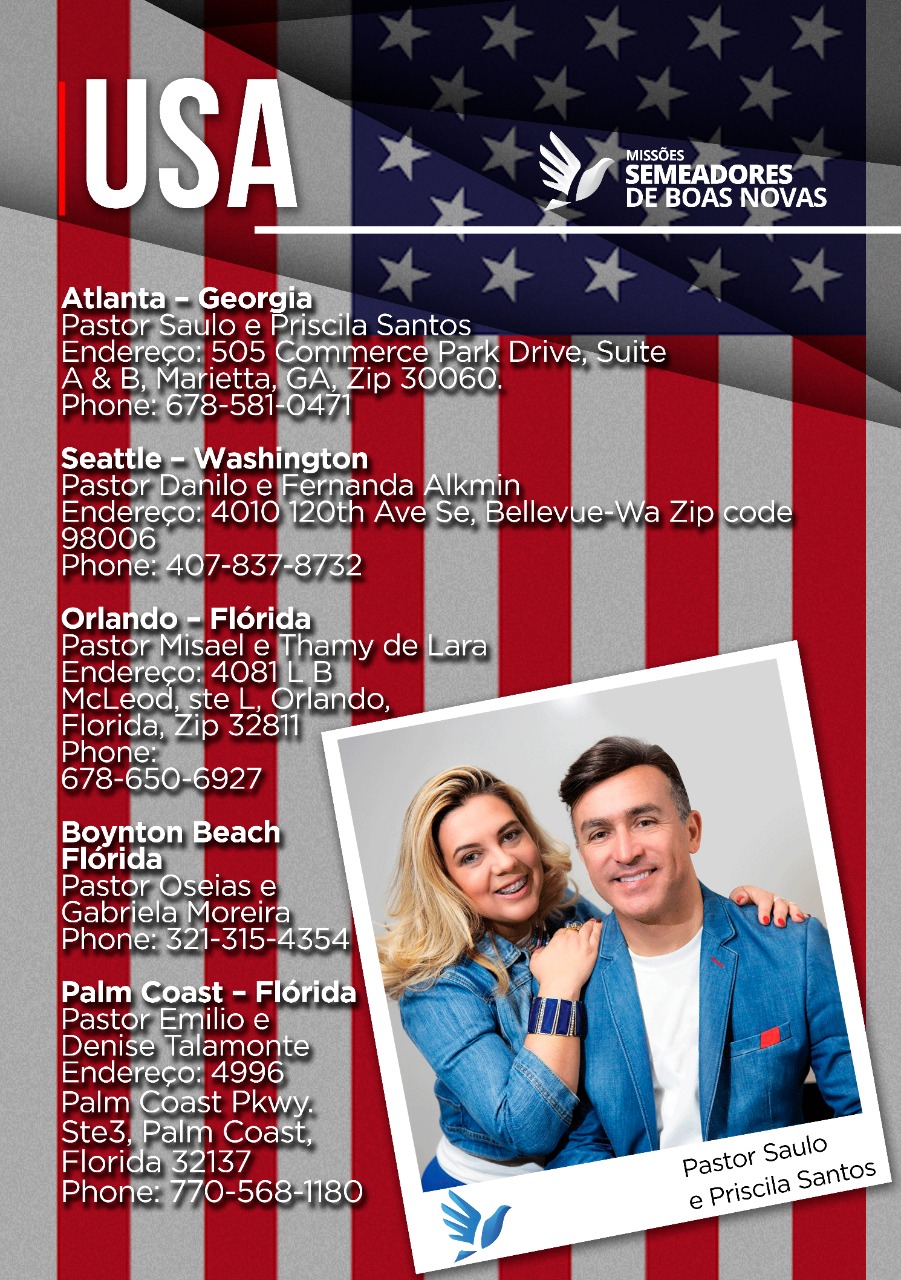 USA
MISSÕES
SEMEADORES
DE BOAS NOVAS
Atlanta – Georgia
Pastor Saulo e Priscila Santos
Endereço: 505 Commerce Park Drive, Suite
A & B, Marietta, GA, Zip 30060.
Phone: 678-581-0471
Seattle – Washington
Pastor Danilo e Fernanda Alkmin
Endereço: 4010 120th Ave Se, Bellevue-Wa Zip code
98006
Phone: 407-837-8732
Orlando – Flórida
Pastor Misael e Thamy de Lara
Endereço: 4081 L B
McLeod, ste L, Orlando,
Florida, Zip 32811
Phone:
678-650-6927
Boynton Beach
Flórida
Pastor Oseias e
Gabriela Moreira
Phone: 321-315-4354
Palm Coast – Flórida
Pastor Emilio e
Denise Talamonte
Endereço: 4996
Palm Coast Pkwy.
Ste3, Palm Coast,
Florida 32137
Phone: 770-568-1180
Pastor Saulo
e Priscila Santos